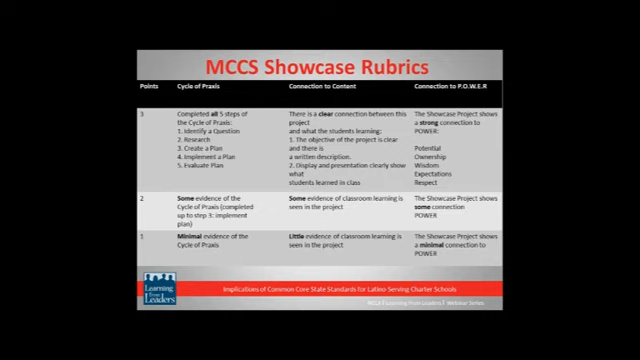 MCCS Showcase Rubrics
Points Cycle of Praxis Connection to Content Connection to P.O.W.E.R
3
Completed all 5 steps of
the Cycle of Praxis:
1. Identify a Question
2. Research
3. Create a Plan
4. Implement a Plan
5. Evaluate Plan
There is a clear connection between this
project
and what the students learning:
1. The objective of the project is clear
and there is
a written description.
2. Display and presentation clearly show
what
students learned in class
The Showcase Project shows
a strong connection to
POWER:
Potential
Ownership
Wisdom
Expectations
Respect
2
Some evidence of the
Cycle of Praxis (completed
up to step 3: implement
plan)
Some evidence of classroom learning is
seen in the project
The Showcase Project shows
some connection
POWER
1
Minimal evidence of the
Cycle of Praxis
Little evidence of classroom learning is
seen in the project
The Showcase Project shows
a minimal connection to
POWER
Learning
from
Leaders
Implications of Common Core State Standards for Latino-Serving Charter Schools
Learning From Leaders | Webinar Series